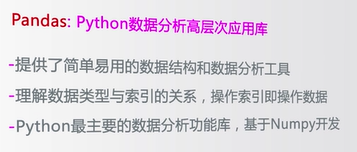 Pandas: Python数据分析高层次应用库
-提供了简单易用的数据结构和数据分析工具
-理解数据类型与索引的关系，操作索引即操作数据
-Python最主要的数据分析功能库，基于Numpy开发